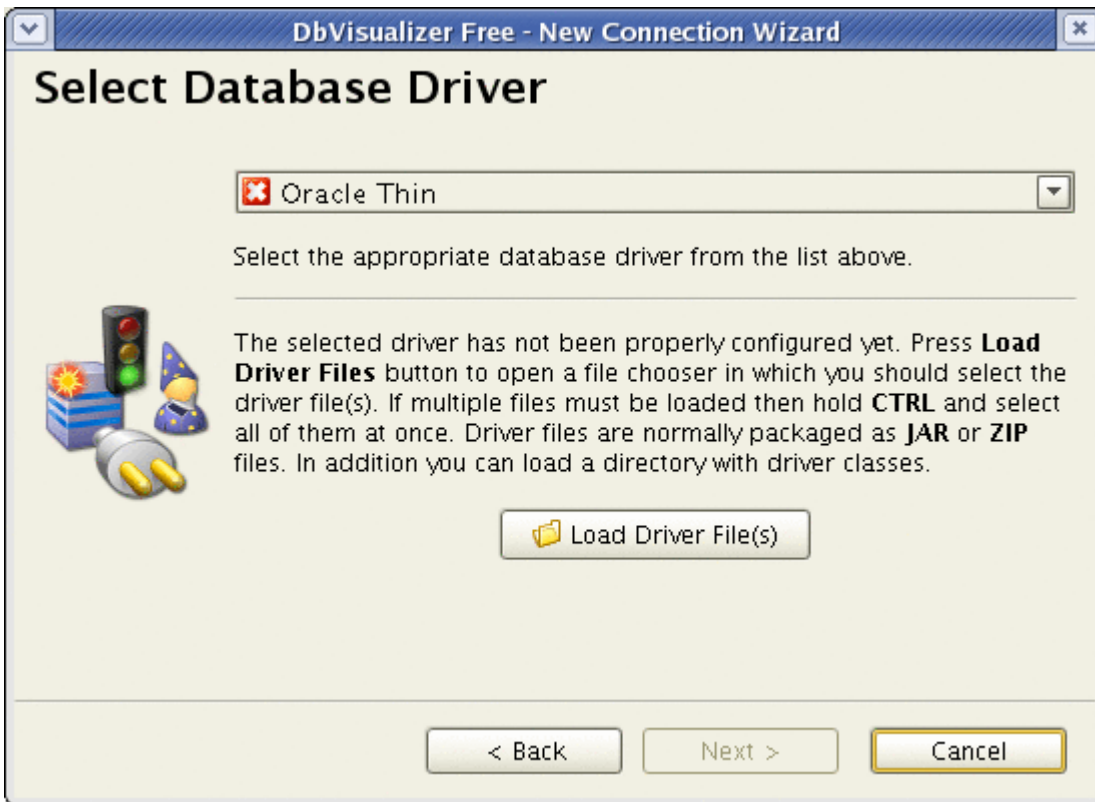 DbVisualizer Free - New Connection Wizard
Select Database Driver
Oracle Thin
Select the appropriate database driver from the list above.
The selected driver has not been properly configured yet. Press Load
Driver Files button to open a file chooser in which you should select the
driver file(s). If multiple files must be loaded then hold CTRL and select
all of them at once. Driver files are normally packaged as JAR or ZIP
files. In addition you can load a directory with driver classes.
Load Driver File(s)
< Back
Next >
Cancel